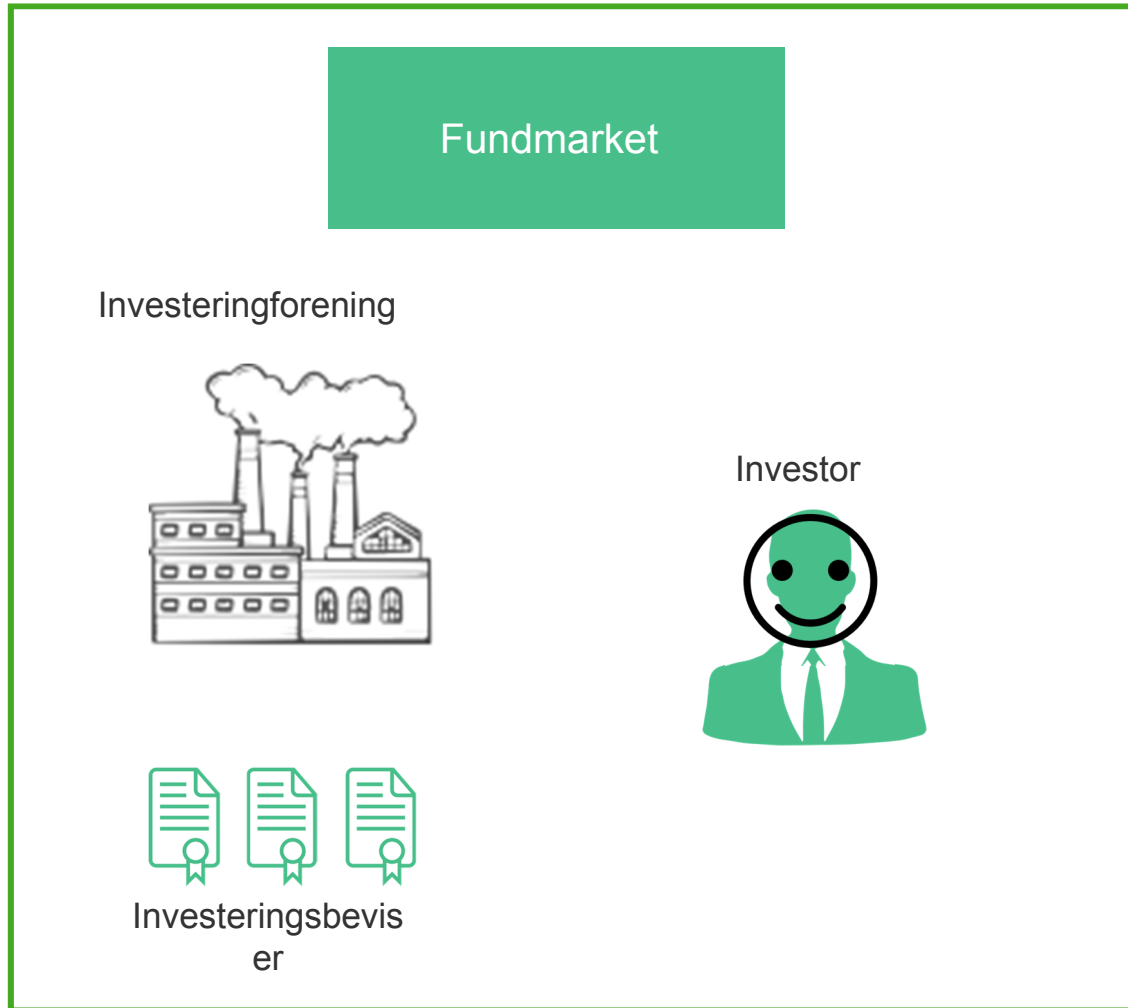 Fundmarket
Investeringforening
Investor
Investeringsbevis
er